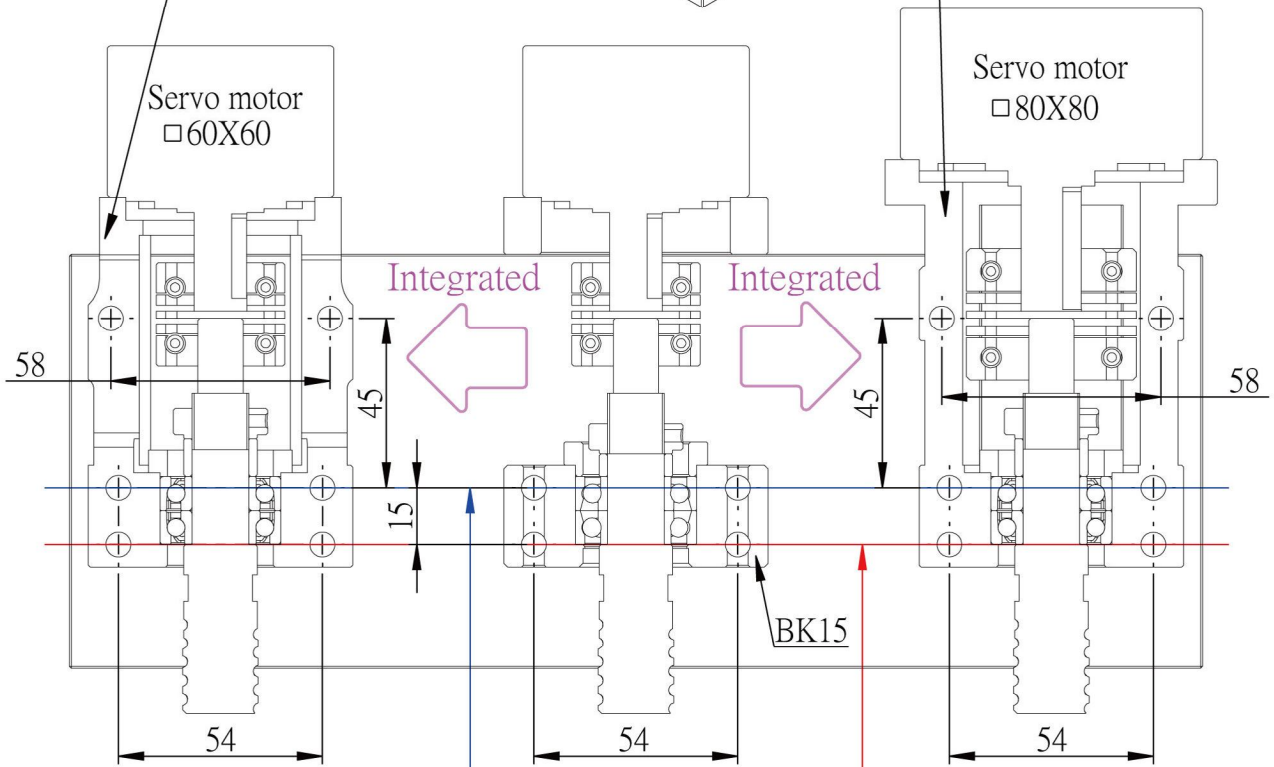 Servo motor
□60X60
Servo motor
□80X80
Integrated
Integrated
58
45
45
58
15
BK15
54
54
54